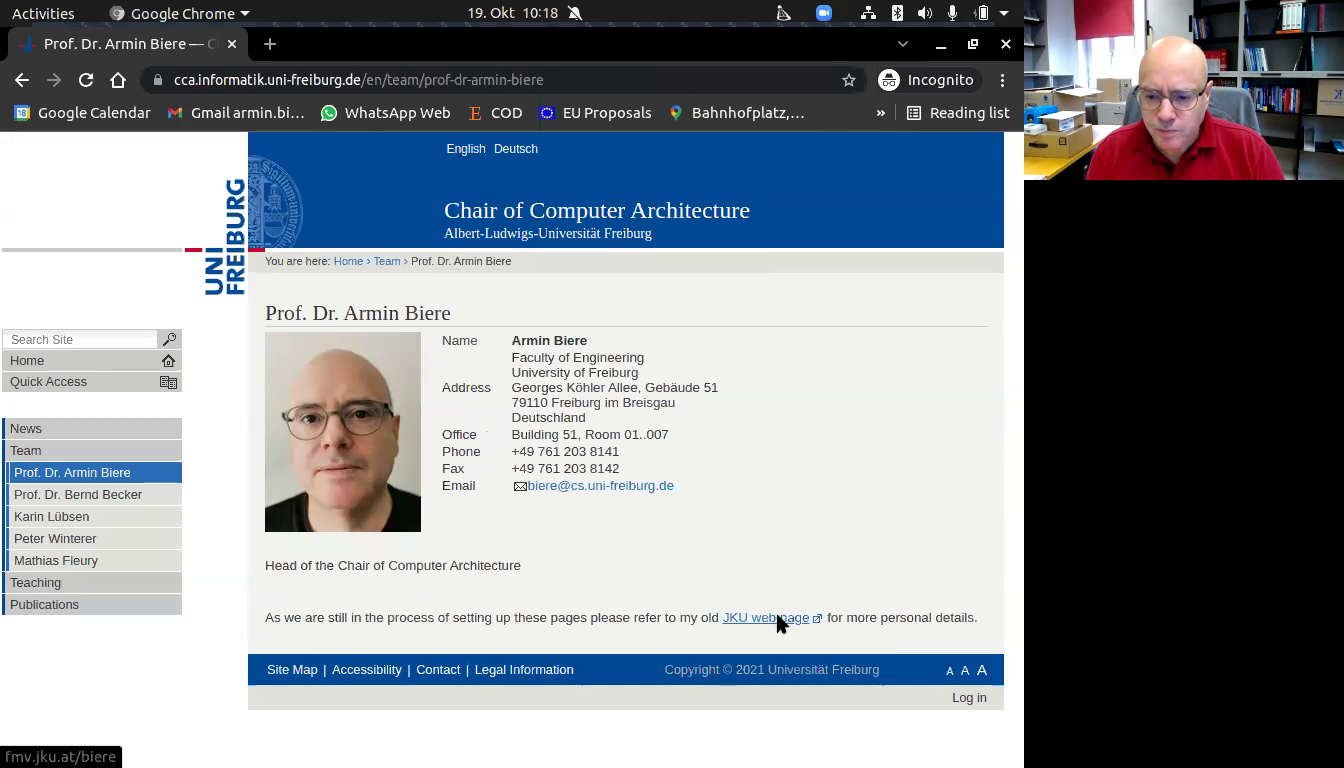 Activities
Google Chrome
19. Okt 10:18
Prof. Dr. Armin Biere — C
cca.informatik.uni-freiburg.de/en/team/prof-dr-armin-biere
Incognito
Google Calendar
Gmail armin.bi...
WhatsApp Web
COD
EU Proposals
Bahnhofplatz,...
»
Reading list
English Deutsch
Chair of Computer Architecture
Albert-Ludwigs-Universität Freiburg
UNI
FREIBURG
You are here: Home › Team › Prof. Dr. Armin Biere
Search Site
Home
Quick Access
News
Team
Prof. Dr. Armin Biere
Prof. Dr. Bernd Becker
Karin Lübsen
Peter Winterer
Mathias Fleury
Teaching
Publications
Prof. Dr. Armin Biere
Name Armin Biere
Faculty of Engineering
University of Freiburg
Address Georges Köhler Allee, Gebäude 51
79110 Freiburg im Breisgau
Deutschland
Office Building 51, Room 01..007
Phone +49 761 203 8141
Fax +49 761 203 8142
Email biere@cs.uni-freiburg.de
Head of the Chair of Computer Architecture
As we are still in the process of setting up these pages please refer to my old JKU web page for more personal details.
Site Map | Accessibility | Contact | Legal Information
Copyright © 2021 Universität Freiburg
A A A
Log in
fmv.jku.at/biere